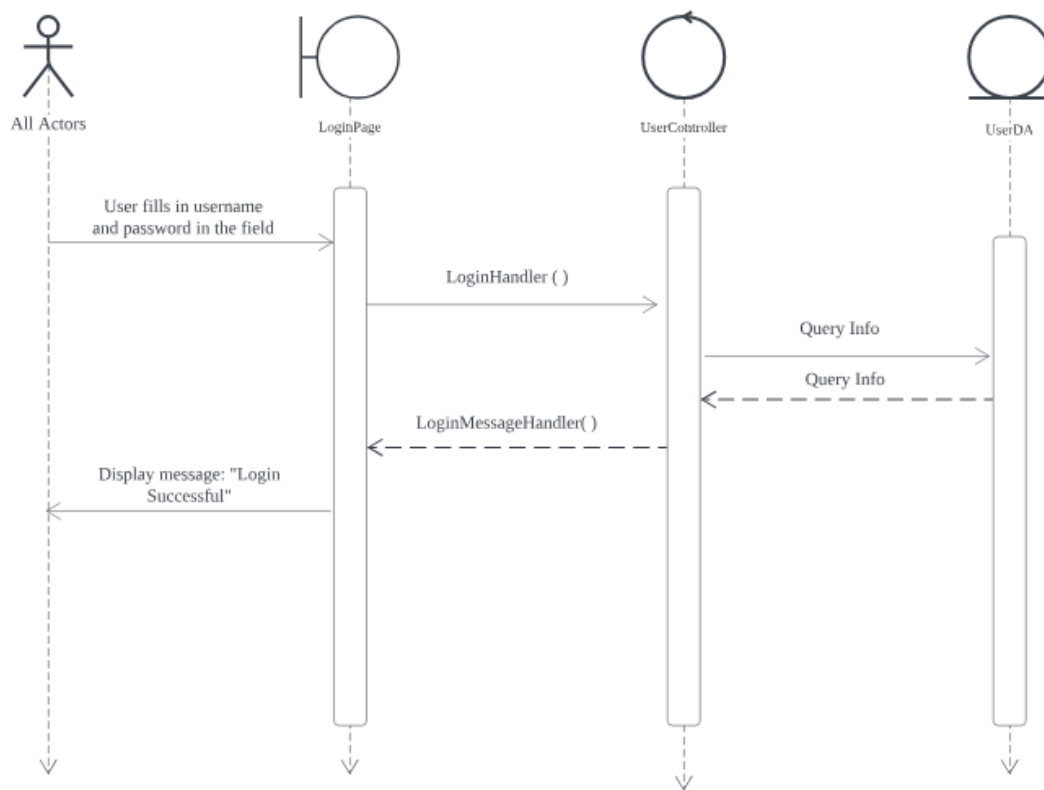 All Actors
LoginPage
UserController
UserDA
User fills in username
and password in the field
LoginHandler ( )
Query Info
Query Info
LoginMessageHandler( )
Display message: "Login
Successful"